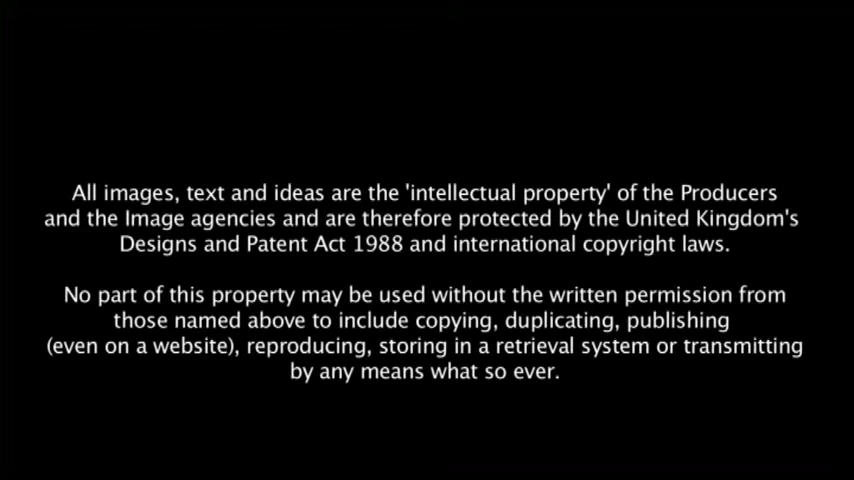 All images, text and ideas are the 'intellectual property' of the Producers
and the Image agencies and are therefore protected by the United Kingdom's
Designs and Patent Act 1988 and international copyright laws.
No part of this property may be used without the written permission from
those named above to include copying, duplicating, publishing
(even on a website), reproducing, storing in a retrieval system or transmitting
by any means what so ever.